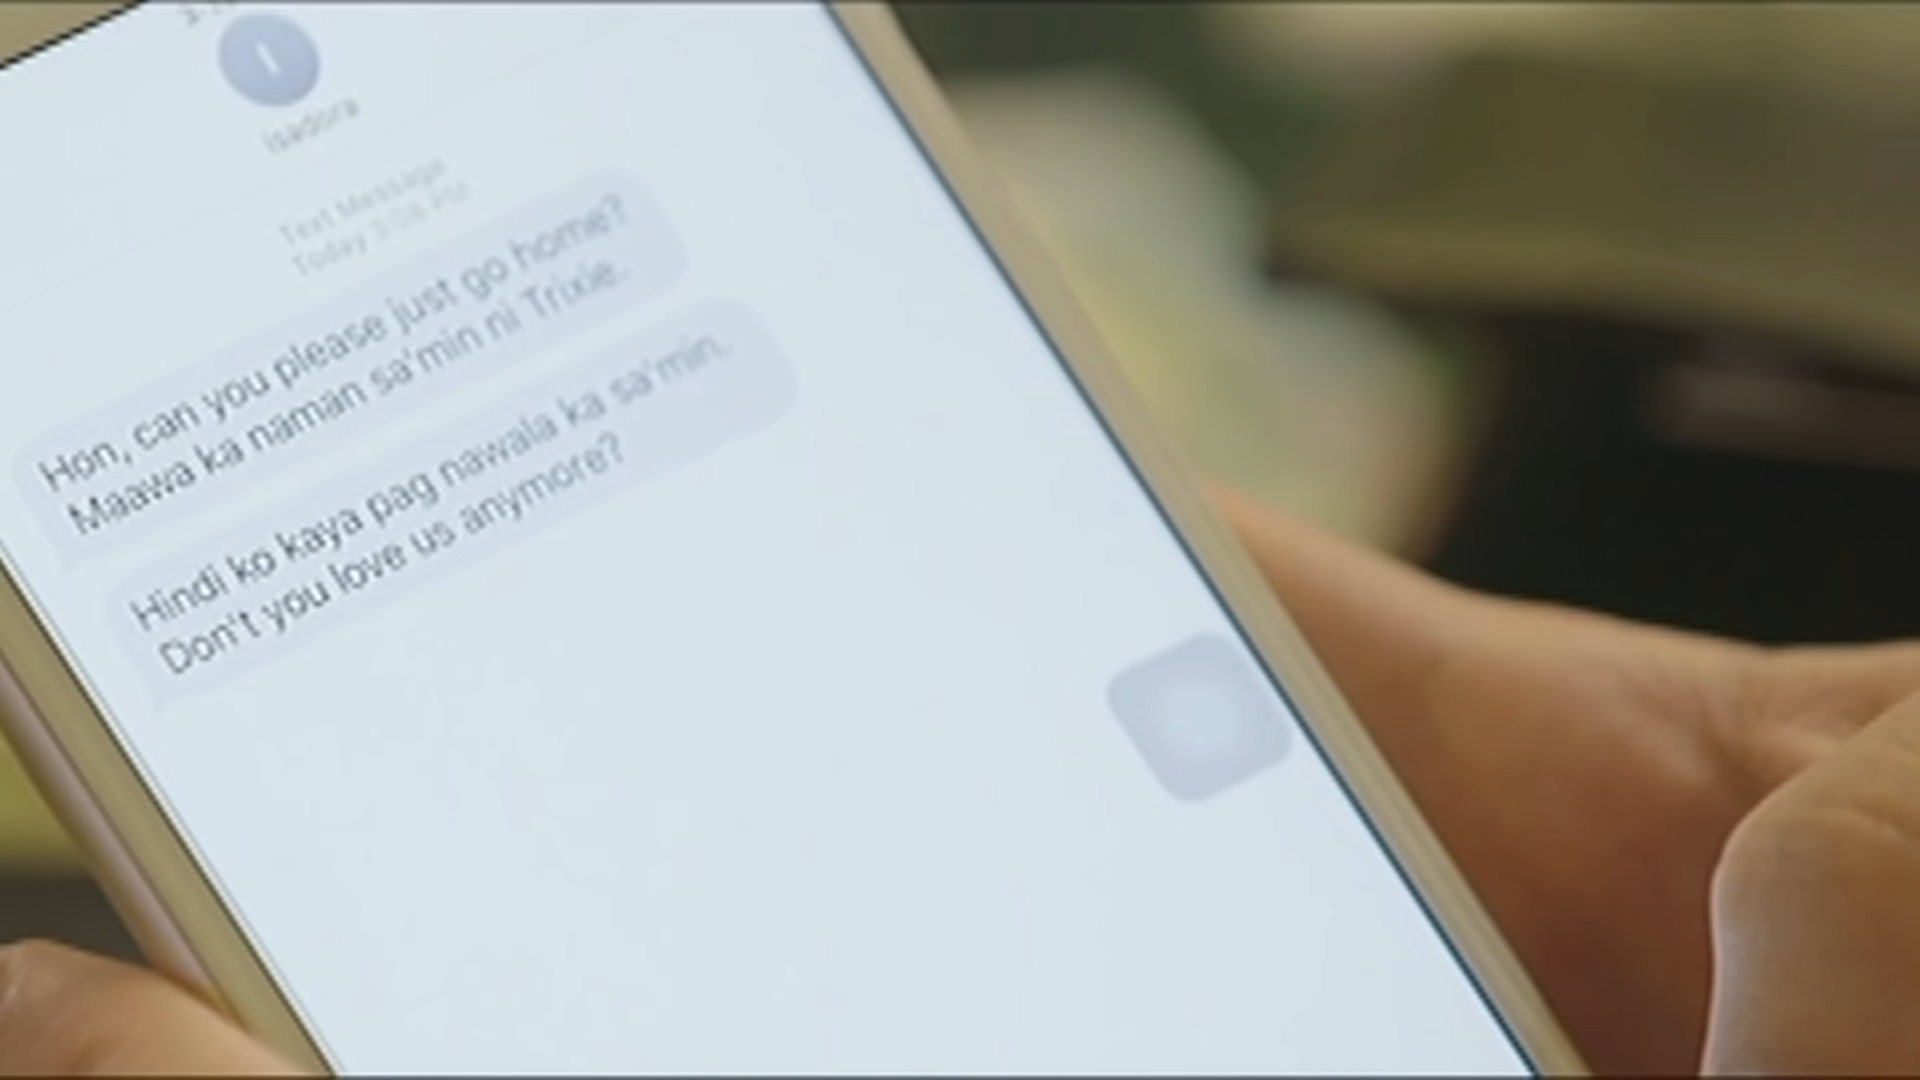 I
Isadora
Text Message
Today 3:08 PM
Hon, can you please just go home?
Maawa ka naman sa'min ni Trixie.
Hindi ko kaya pag nawala ka sa'min.
Don't you love us anymore?